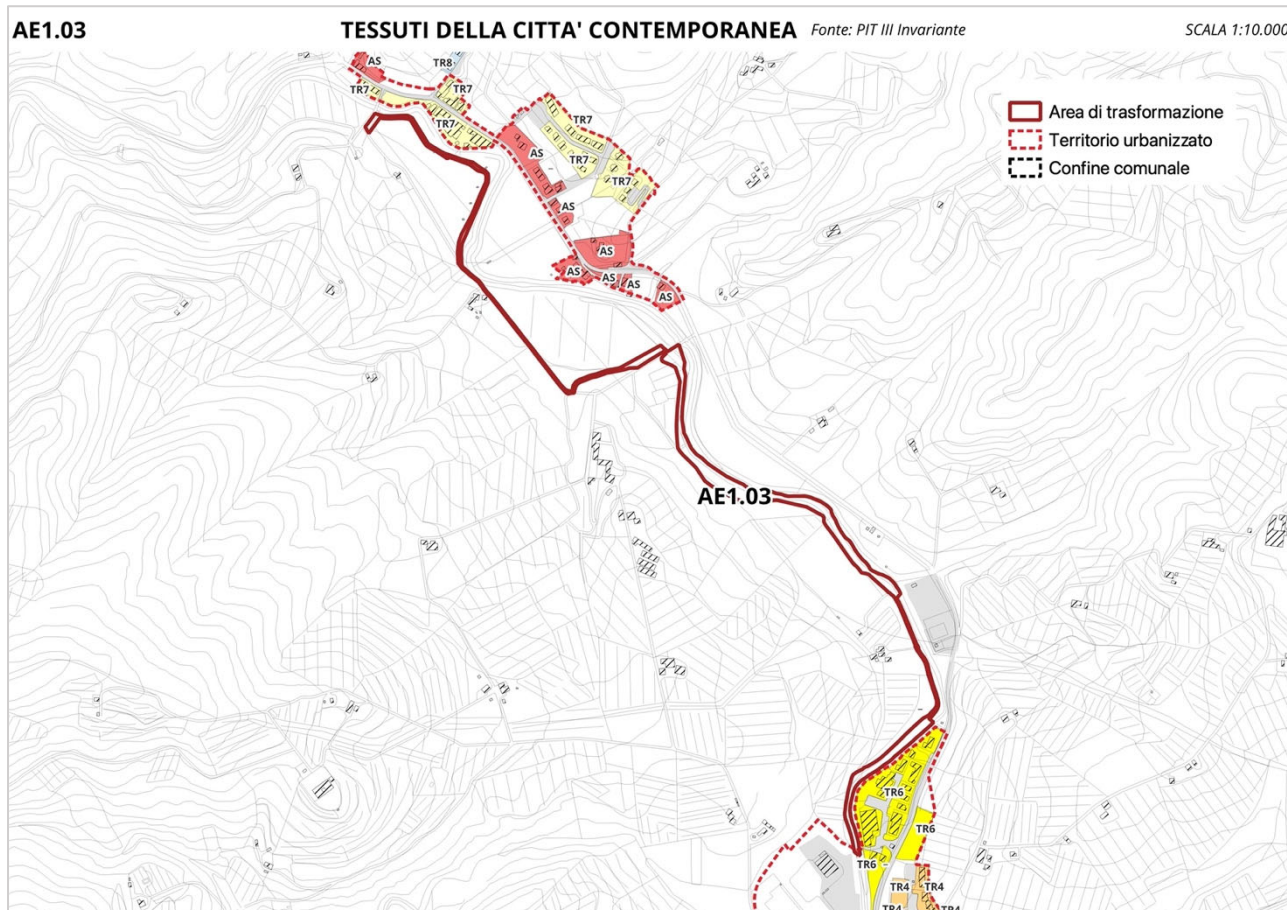 AE1.03
TESSUTI DELLA CITTA' CONTEMPORANEA
Fonte: PIT III Invariante
SCALA 1:10.000
Area di trasformazione
Territorio urbanizzato
Confine comunale
AS
TR8
TR7
TR7
TR7
TR7
AS
TR7
TR7
AS
AS
AS
AS
AS
AS
AE1.03
TR6
TR6
TR6
TR4
TR4
TR4
TR4